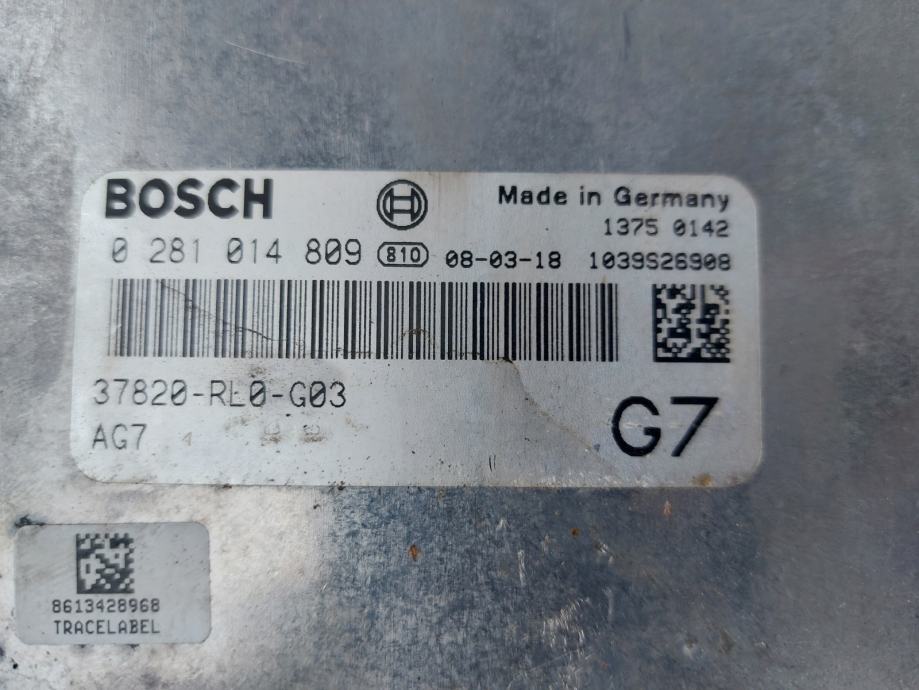 BOSCH
Made in Germany
1375 0142
0 281 014 809 810 08-03-18 1039S26908
37820-RL0-G03
AG7
G7
8613428968
TRACELABEL